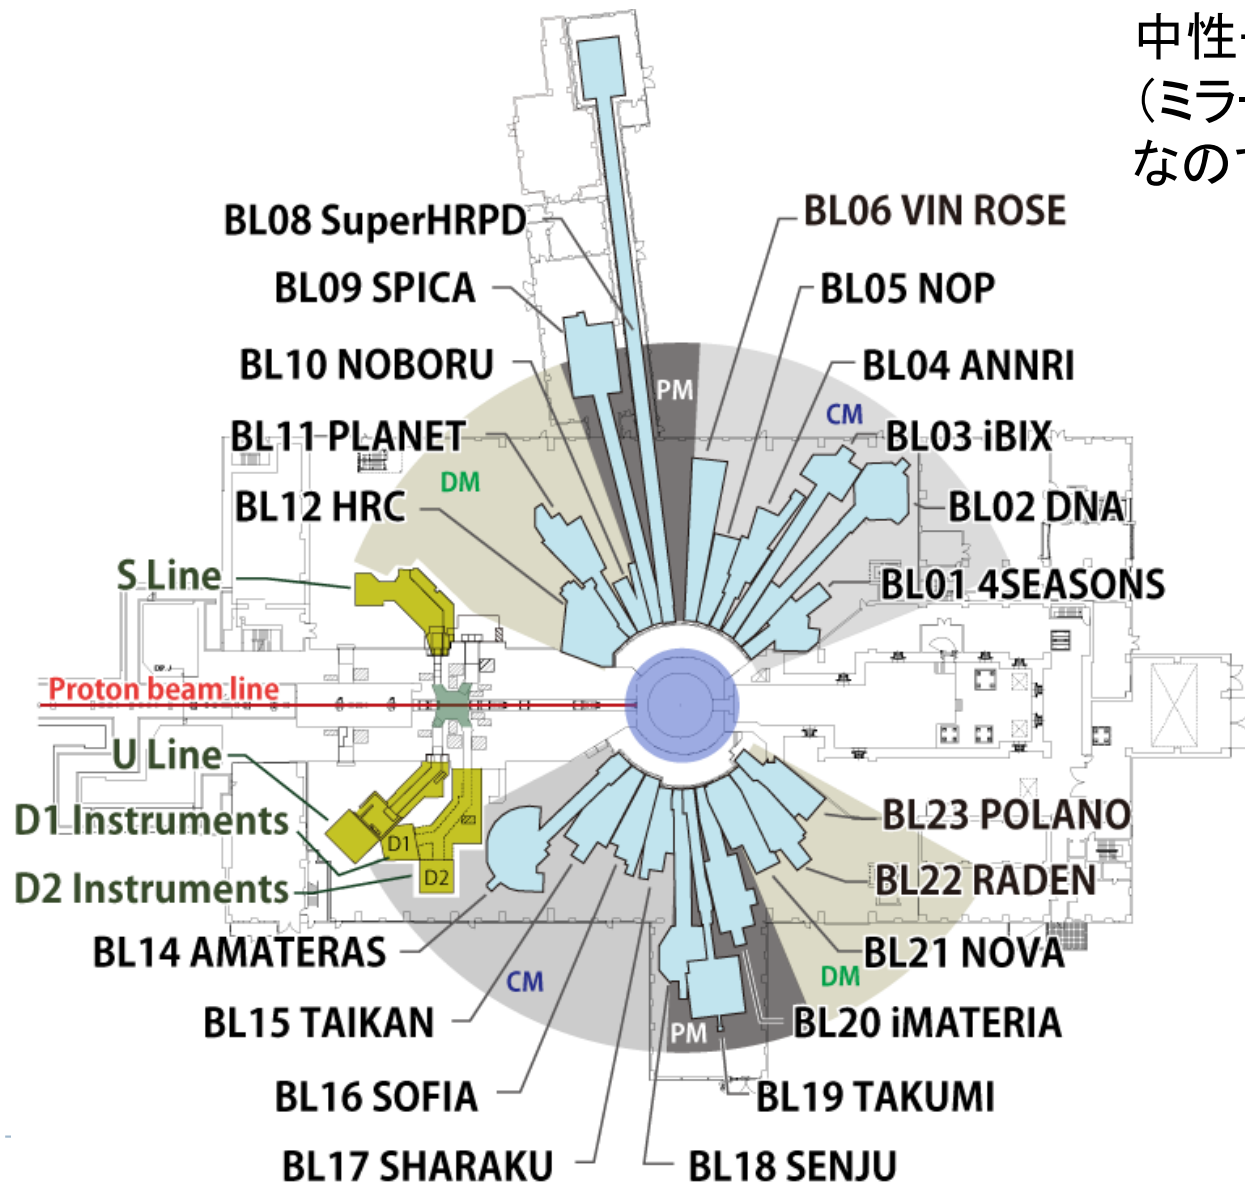 中性
（ミラー
なので
BL08 SuperHRPD
BL06 VIN ROSE
BL09 SPICA
BL05 NOP
BL10 NOBORU
BL04 ANNRI
PM
CM
BL11 PLANET
BL03 iBIX
DM
BL12 HRC
BL02 DNA
S Line
BL01 4SEASONS
Proton beam line
U Line
D1 Instruments
D1
BL23 POLANO
D2 Instruments
D2
BL22 RADEN
BL14 AMATERAS
BL21 NOVA
CM
DM
BL15 TAIKAN
PM
BL20 iMATERIA
BL16 SOFIA
BL19 TAKUMI
BL17 SHARAKU
BL18 SENJU